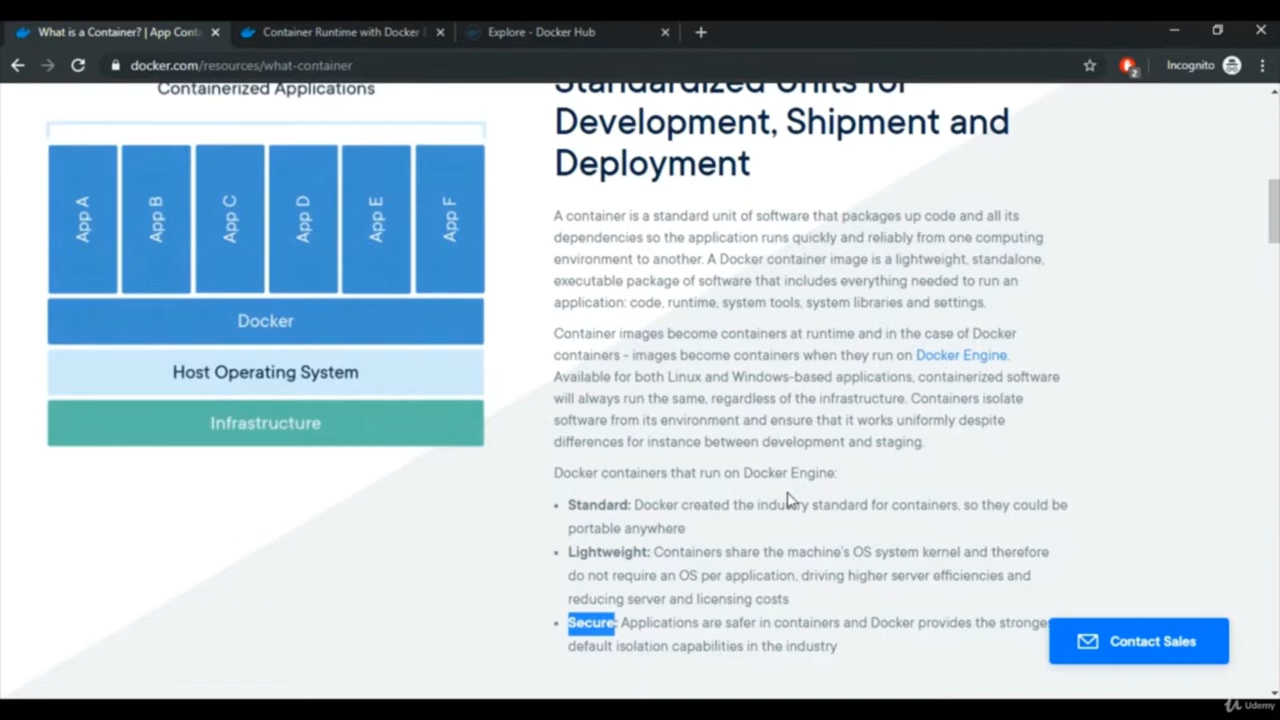 What is a Container? | App Conta
Container Runtime with Docker E
Explore - Docker Hub
docker.com/resources/what-container
2
Incognito
Containerized Applications
App A
App B
App C
App D
App E
App F
Docker
Host Operating System
Infrastructure
Standardized Units for
Development, Shipment and
Deployment
A container is a standard unit of software that packages up code and all its
dependencies so the application runs quickly and reliably from one computing
environment to another. A Docker container image is a lightweight, standalone,
executable package of software that includes everything needed to run an
application: code, runtime, system tools, system libraries and settings.
Container images become containers at runtime and in the case of Docker
containers - images become containers when they run on Docker Engine.
Available for both Linux and Windows-based applications, containerized software
will always run the same, regardless of the infrastructure. Containers isolate
software from its environment and ensure that it works uniformly despite
differences for instance between development and staging.
Docker containers that run on Docker Engine:
• Standard: Docker created the industry standard for containers, so they could be
portable anywhere
• Lightweight: Containers share the machine's OS system kernel and therefore
do not require an OS per application, driving higher server efficiencies and
reducing server and licensing costs
• Secure: Applications are safer in containers and Docker provides the stronges
default isolation capabilities in the industry
Contact Sales
Udemy